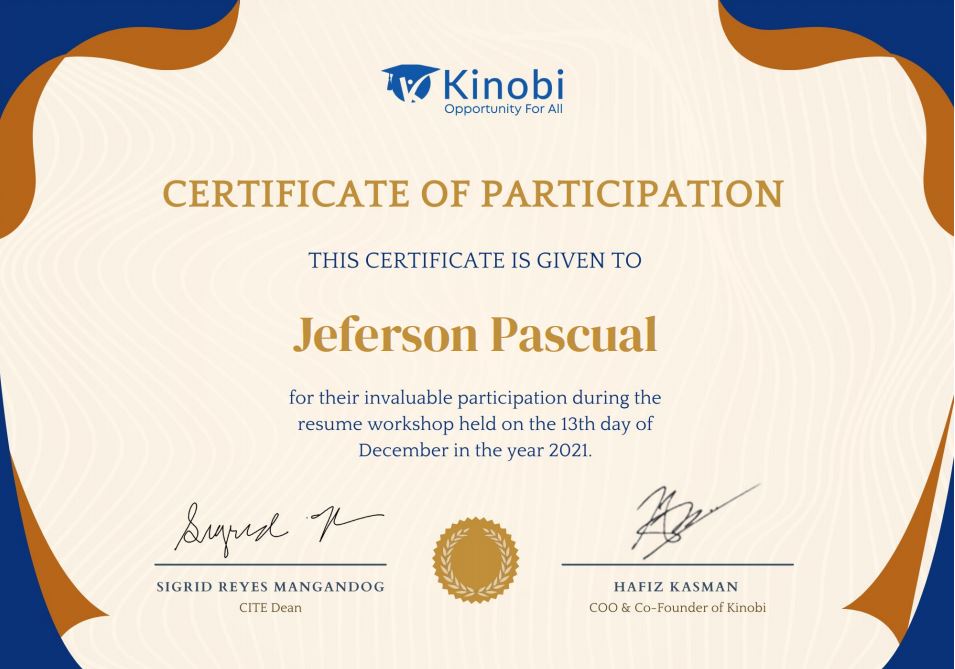 Kinobi
Opportunity For All
CERTIFICATE OF PARTICIPATION
THIS CERTIFICATE IS GIVEN TO
Jeferson Pascual
for their invaluable participation during the
resume workshop held on the 13th day of
December in the year 2021.
Sigrid
SIGRID REYES MANGANDOG
CITE Dean
HAFIZ KASMAN
COO & Co-Founder of Kinobi